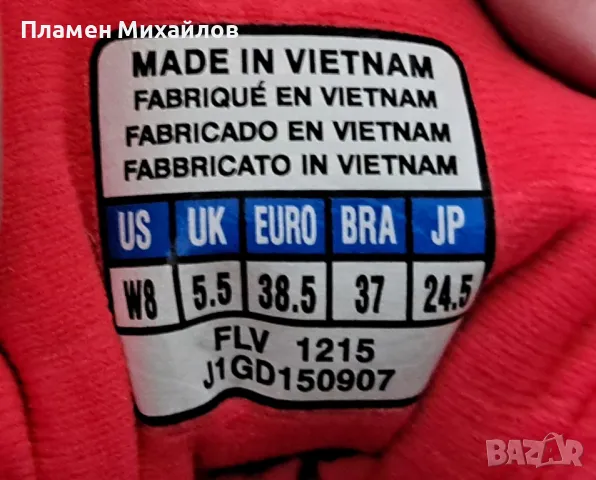 Пламен Михайлов
MADE IN VIETNAM
FABRIQUÉ EN VIETNAM
FABRICADO EN VIETNAM
FABBRICATO IN VIETNAM
US UK EURO BRA JP
W8 5.5 38.5 37 24.5
FLV 1215
J1GD150907
BAZAR